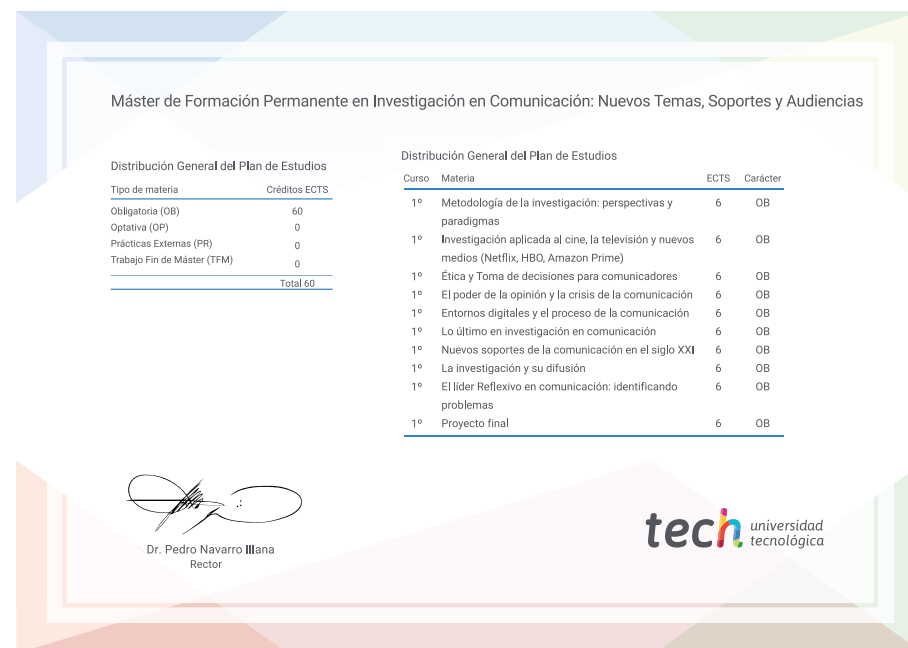 Máster de Formación Permanente en Investigación en Comunicación: Nuevos Temas, Soportes y Audiencias
Distribución General del Plan de Estudios
Tipo de materia Créditos ECTS
Obligatoria (OB) 60
Optativa (OP) 0
Prácticas Externas (PR) 0
Trabajo Fin de Máster (TFM) 0
Total 60
Distribución General del Plan de Estudios
Curso Materia ECTS Carácter
1º Metodología de la investigación: perspectivas y 6 OB
paradigmas
1º Investigación aplicada al cine, la televisión y nuevos 6 OB
medios (Netflix, HBO, Amazon Prime)
1º Ética y Toma de decisiones para comunicadores 6 OB
1º El poder de la opinión y la crisis de la comunicación 6 OB
1º Entornos digitales y el proceso de la comunicación 6 OB
1º Lo último en investigación en comunicación 6 OB
1º Nuevos soportes de la comunicación en el siglo XXI 6 OB
1º La investigación y su difusión 6 OB
1º El líder Reflexivo en comunicación: identificando 6 OB
problemas
1º Proyecto final 6 OB
Dr. Pedro Navarro Illana
Rector
tech universidad
tecnológica